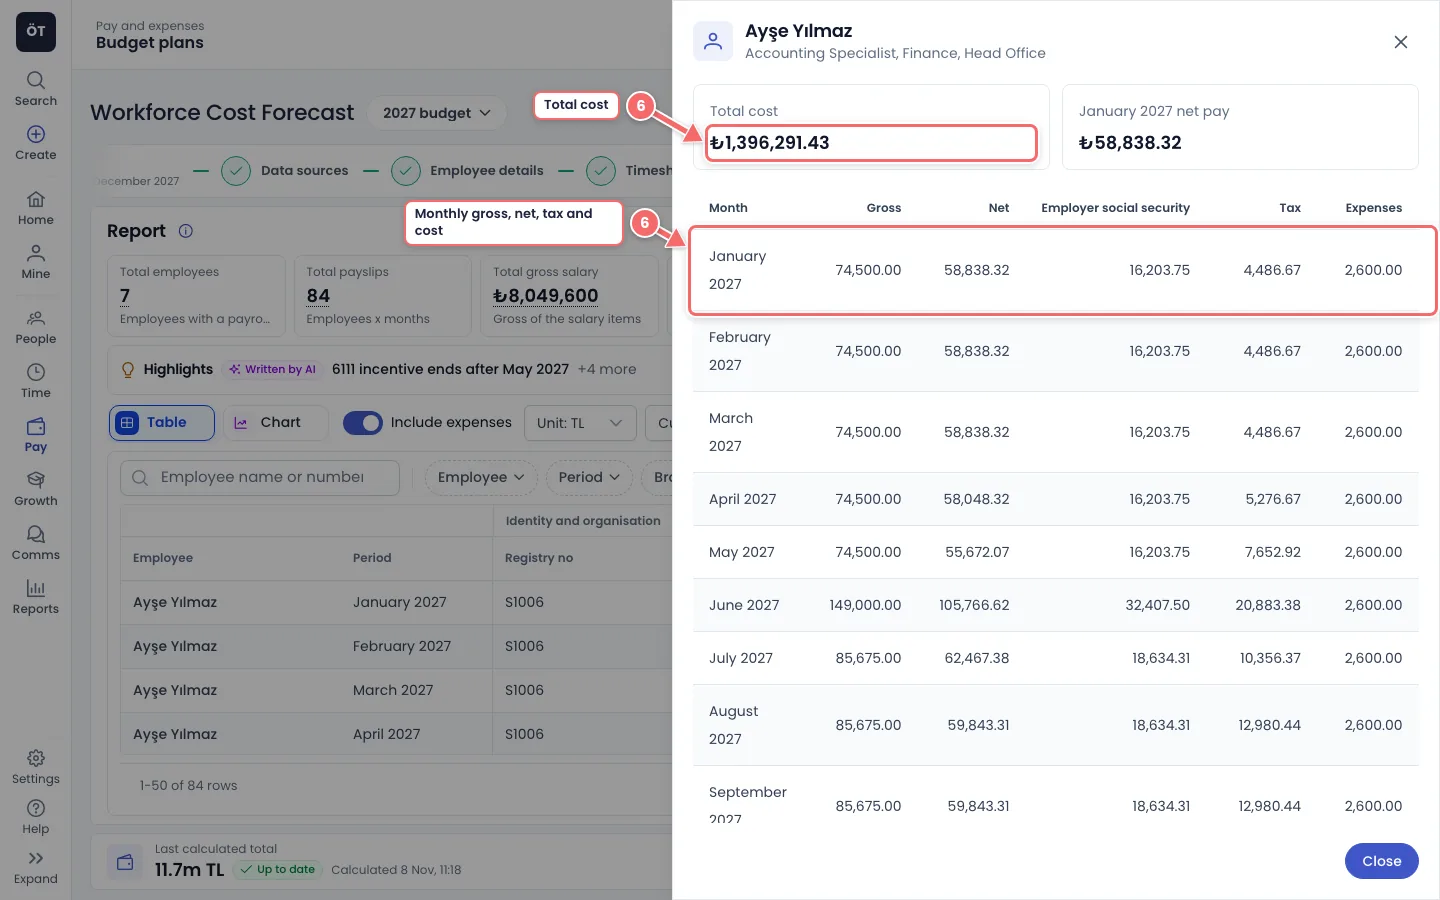 ÖT
Search
Create
Home
Mine
People
Time
Pay
Growth
Comms
Reports
Settings
Help
Expand
Pay and expenses
Budget plans
Workforce Cost Forecast
2027 budget
December 2027
Data sources
Employee details
Timesh
Report
Total employees
7
Employees with a payro...
Total payslips
84
Employees x months
Total gross salary
₺8,049,600
Gross of the salary items
Highlights
Written by AI
6111 incentive ends after May 2027
+4 more
Table
Chart
Include expenses
Unit: TL
Cu
Employee name or number
Employee
Period
Bra
Identity and organisation
Employee Period Registry no
Ayşe Yılmaz January 2027 S1006
Ayşe Yılmaz February 2027 S1006
Ayşe Yılmaz March 2027 S1006
Ayşe Yılmaz April 2027 S1006
1-50 of 84 rows
Last calculated total
11.7m TL
Up to date
Calculated 8 Nov, 11:18
Total cost
6
Monthly gross, net, tax and
cost
6
Ayşe Yılmaz
Accounting Specialist, Finance, Head Office
Total cost
₺1,396,291.43
January 2027 net pay
₺58,838.32
Month Gross Net Employer social security Tax Expenses
January
2027
74,500.00 58,838.32 16,203.75 4,486.67 2,600.00
February
2027
74,500.00 58,838.32 16,203.75 4,486.67 2,600.00
March
2027
74,500.00 58,838.32 16,203.75 4,486.67 2,600.00
April 2027 74,500.00 58,048.32 16,203.75 5,276.67 2,600.00
May 2027 74,500.00 55,672.07 16,203.75 7,652.92 2,600.00
June 2027 149,000.00 105,766.62 32,407.50 20,883.38 2,600.00
July 2027 85,675.00 62,467.38 18,634.31 10,356.37 2,600.00
August
2027
85,675.00 59,843.31 18,634.31 12,980.44 2,600.00
September
2027
85,675.00 59,843.31 18,634.31 12,980.44 2,600.00
Close